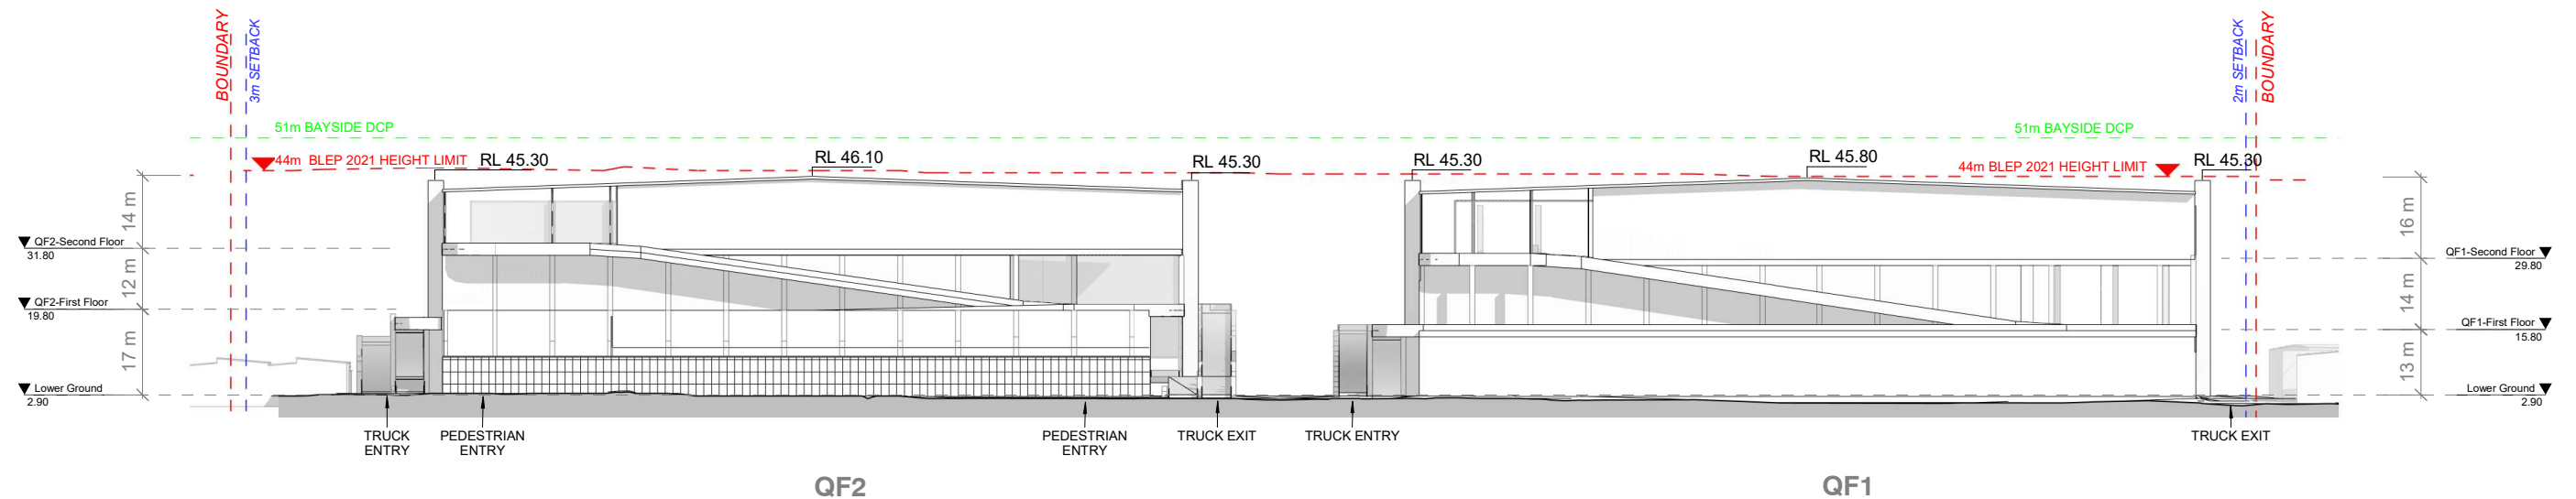 BOUNDARY
3m SETBACK
2m SETBACK
BOUNDARY
51m BAYSIDE DCP
51m BAYSIDE DCP
44m  BLEP 2021 HEIGHT LIMIT
RL 45.30
RL 46.10
RL 45.30
RL 45.30
RL 45.80
44m BLEP 2021 HEIGHT LIMIT
RL 45.30
14 m
16 m
QF2-Second Floor
31.80
QF1-Second Floor
29.80
12 m
14 m
QF2-First Floor
19.80
QF1-First Floor
15.80
17 m
13 m
Lower Ground
2.90
Lower Ground
2.90
TRUCK
ENTRY
PEDESTRIAN
ENTRY
PEDESTRIAN
ENTRY
TRUCK EXIT
TRUCK ENTRY
TRUCK EXIT
QF2
QF1